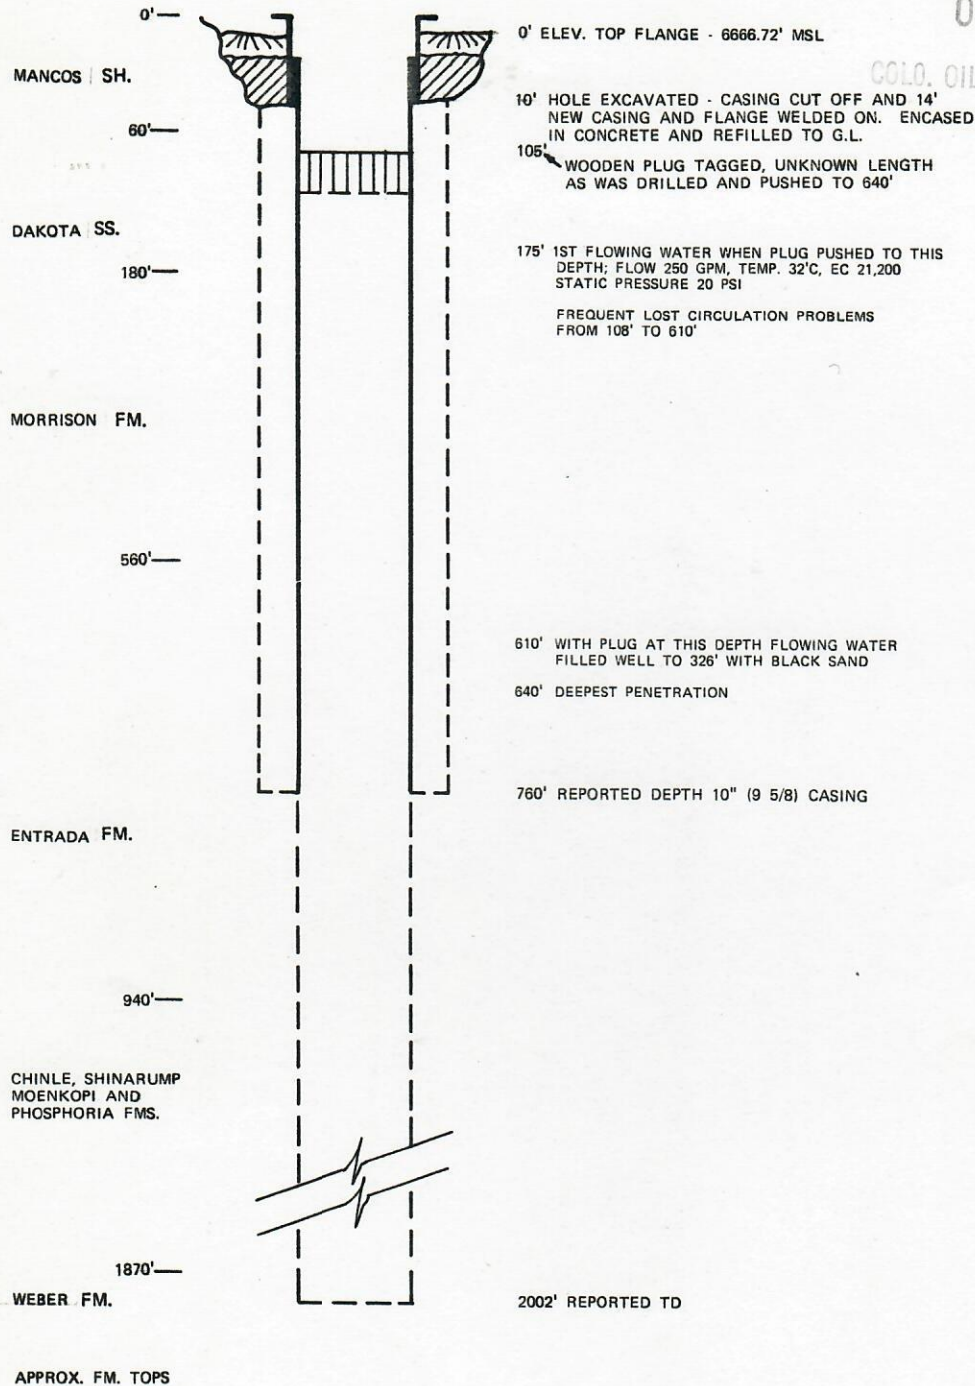 0'
0' ELEV. TOP FLANGE - 6666.72' MSL
MANCOS SH.
COLO. OIL
10' HOLE EXCAVATED - CASING CUT OFF AND 14'
NEW CASING AND FLANGE WELDED ON. ENCASED
IN CONCRETE AND REFILLED TO G.L.
60'
105'
WOODEN PLUG TAGGED, UNKNOWN LENGTH
AS WAS DRILLED AND PUSHED TO 640'
DAKOTA SS.
175' 1ST FLOWING WATER WHEN PLUG PUSHED TO THIS
DEPTH; FLOW 250 GPM, TEMP. 32'C, EC 21,200
STATIC PRESSURE 20 PSI
180'
FREQUENT LOST CIRCULATION PROBLEMS
FROM 108' TO 610'
MORRISON FM.
560'
610' WITH PLUG AT THIS DEPTH FLOWING WATER
FILLED WELL TO 326' WITH BLACK SAND
640' DEEPEST PENETRATION
760' REPORTED DEPTH 10" (9 5/8) CASING
ENTRADA FM.
940'
CHINLE, SHINARUMP
MOENKOPI AND
PHOSPHORIA FMS.
1870'
WEBER FM.
2002' REPORTED TD
APPROX. FM. TOPS